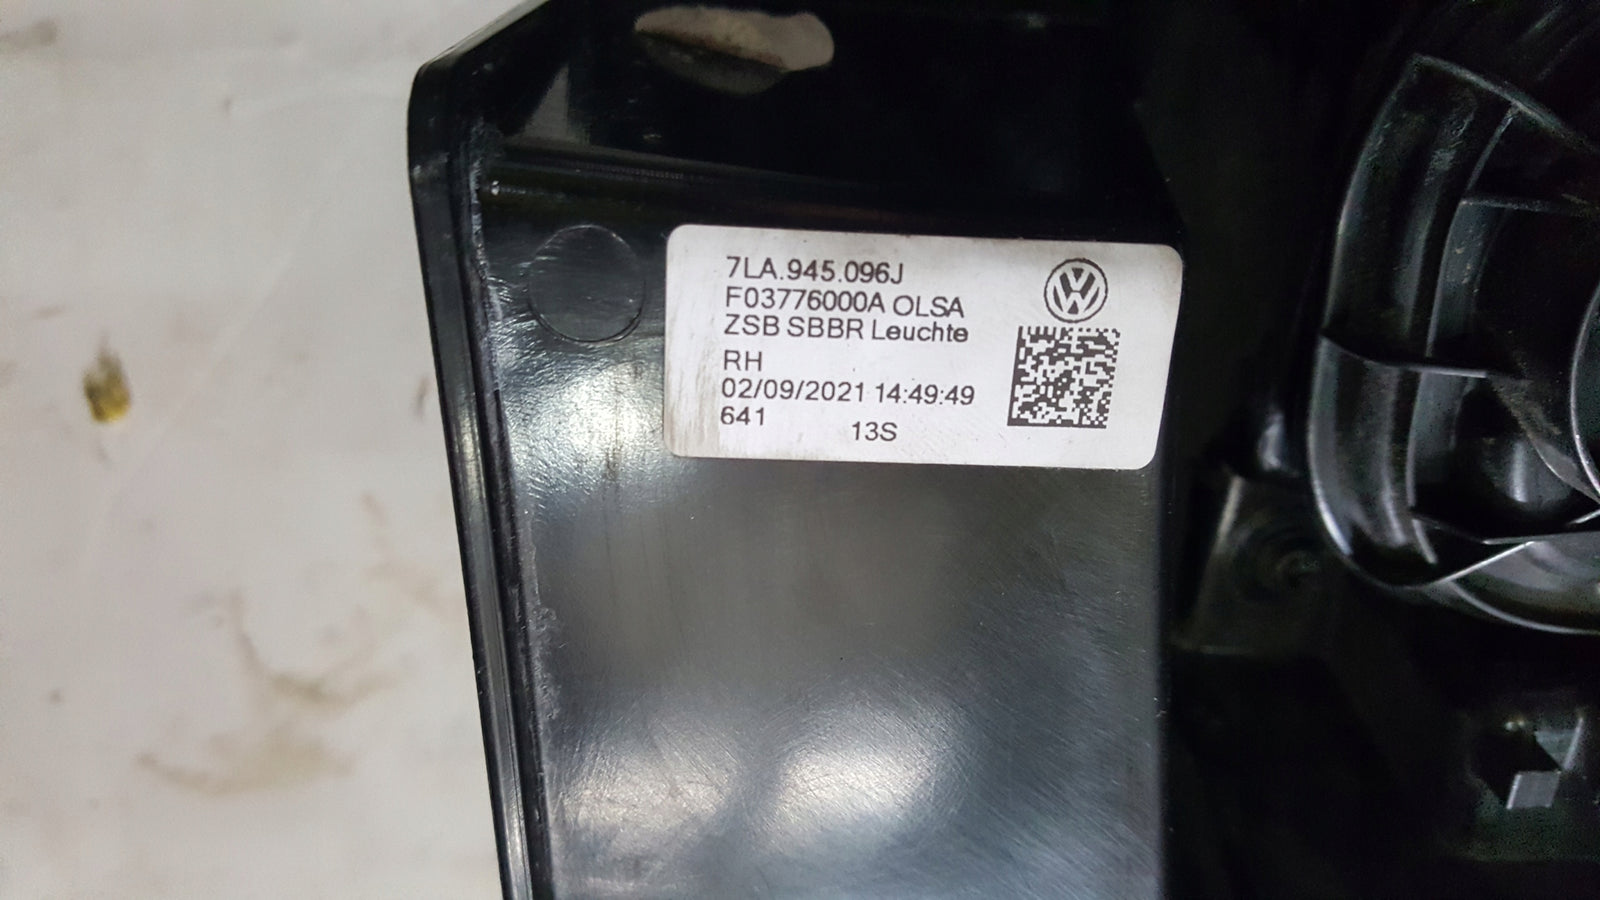 7LA.945.096J
F03776000A OLSA
ZSB SBBR Leuchte
RH
02/09/2021 14:49:49
641 13S